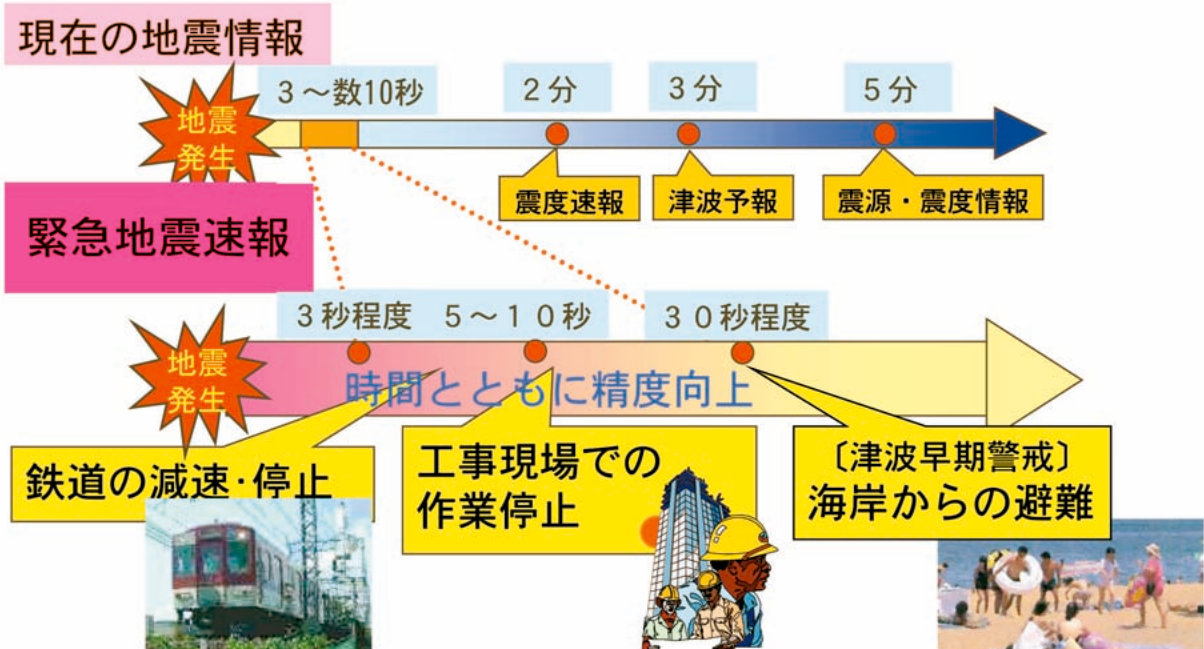 現在の地震情報
地震
発生
3～数10秒
2分
3分
5分
震度速報
津波予報
震源・震度情報
緊急地震速報
地震
発生
3秒程度
5～10秒
30秒程度
時間とともに精度向上
鉄道の減速・停止
工事現場での
作業停止
〔津波早期警戒〕
海岸からの避難